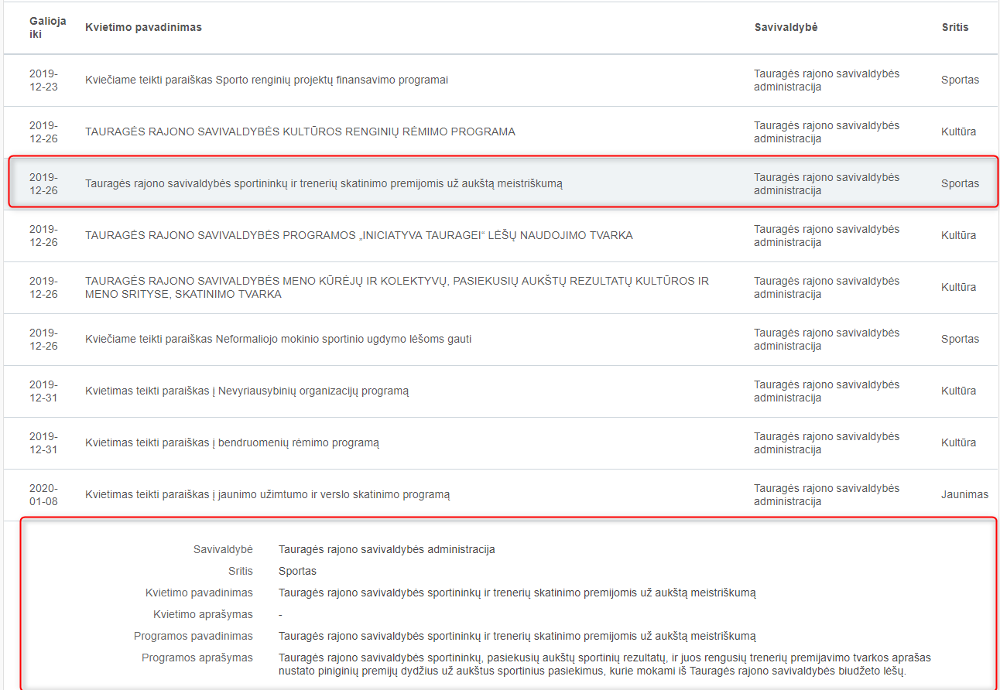 Galioja iki Kvietimo pavadinimas Savivaldybė Sritis
2019-12-23 Kviečiame teikti paraiškas Sporto renginių projektų finansavimo programai Tauragės rajono savivaldybės administracija Sportas
2019-12-26 TAURAGĖS RAJONO SAVIVALDYBĖS KULTŪROS RENGINIŲ RĖMIMO PROGRAMA Tauragės rajono savivaldybės administracija Kultūra
2019-12-26 Tauragės rajono savivaldybės sportininkų ir trenerių skatinimo premijomis už aukštą meistriškumą Tauragės rajono savivaldybės administracija Sportas
2019-12-26 TAURAGĖS RAJONO SAVIVALDYBĖS PROGRAMOS „INICIATYVA TAURAGEI“ LĖŠŲ NAUDOJIMO TVARKA Tauragės rajono savivaldybės administracija Kultūra
2019-12-26 TAURAGĖS RAJONO SAVIVALDYBĖS MENO KŪRĖJŲ IR KOLEKTYVŲ, PASIEKUSIŲ AUKŠTŲ REZULTATŲ KULTŪROS IR MENO SRITYSE, SKATINIMO TVARKA Tauragės rajono savivaldybės administracija Kultūra
2019-12-26 Kviečiame teikti paraiškas Neformaliojo mokinio sportinio ugdymo lėšoms gauti Tauragės rajono savivaldybės administracija Sportas
2019-12-31 Kvietimas teikti paraiškas į Nevyriausybinių organizacijų programą Tauragės rajono savivaldybės administracija Kultūra
2019-12-31 Kvietimas teikti paraiškas į bendruomenių rėmimo programą Tauragės rajono savivaldybės administracija Kultūra
2020-01-08 Kvietimas teikti paraiškas į jaunimo užimtumo ir verslo skatinimo programą Tauragės rajono savivaldybės administracija Jaunimas
Savivaldybė Tauragės rajono savivaldybės administracija
Sritis Sportas
Kvietimo pavadinimas Tauragės rajono savivaldybės sportininkų ir trenerių skatinimo premijomis už aukštą meistriškumą
Kvietimo aprašymas -
Programos pavadinimas Tauragės rajono savivaldybės sportininkų ir trenerių skatinimo premijomis už aukštą meistriškumą
Programos aprašymas Tauragės rajono savivaldybės sportininkų, pasiekusių aukštų sportinių rezultatų, ir juos rengusių trenerių premijavimo tvarkos aprašas
nustato piniginių premijų dydžius už aukštus sportinius pasiekimus, kurie mokami iš Tauragės rajono savivaldybės biudžeto lėšų.